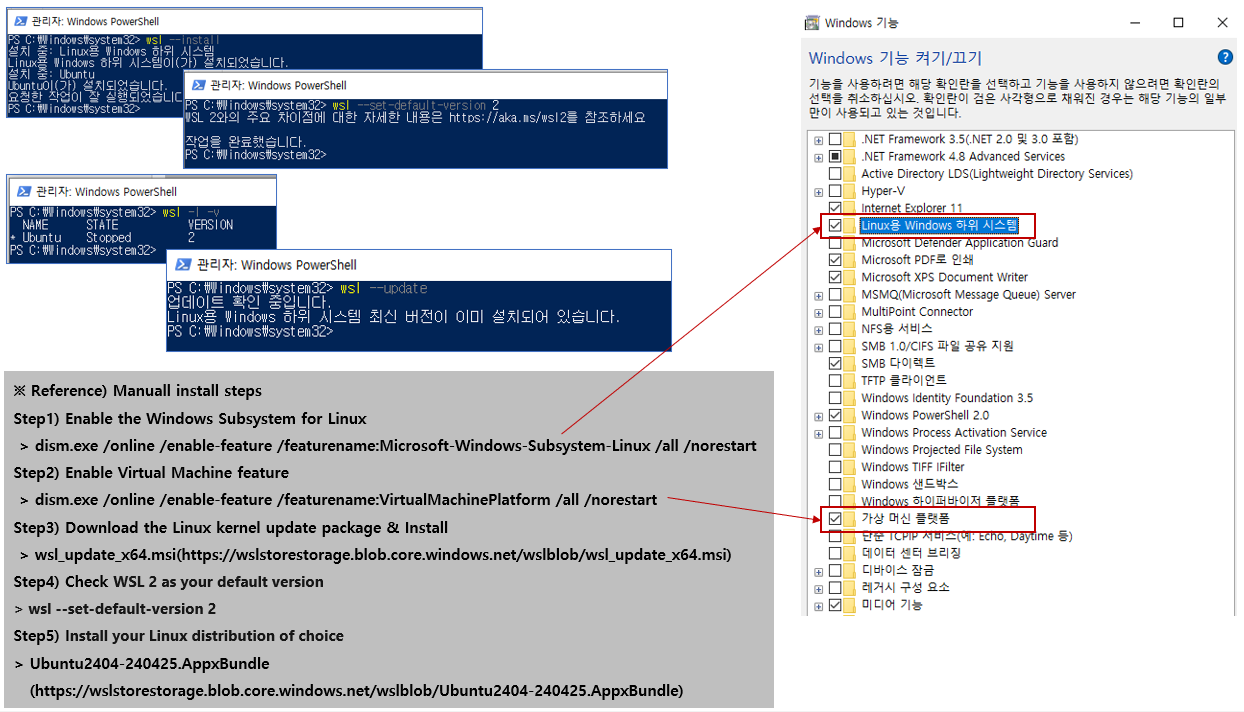 관리자: Windows PowerShell
PS C:₩Windows₩system32> wsl --install
설치 중: Linux용 Windows 하위 시스템
Linux용 Windows 하위 시스템이(가) 설치되었습니다.
설치 중: Ubuntu
Ubuntu이(가) 설치되었습니다.
요청한 작업이 잘 실행되었습니다
PS C:₩Windows₩system32>
관리자: Windows PowerShell
PS C:₩Windows₩system32> wsl --set-default-version 2
WSL 2와의 주요 차이점에 대한 자세한 내용은 https://aka.ms/wsl2를 참조하세요
작업을 완료했습니다.
PS C:₩Windows₩system32>
관리자: Windows PowerShell
PS C:₩Windows₩system32> wsl -l -v
NAME STATE VERSION
* Ubuntu Stopped 2
PS C:₩Windows₩system32>
관리자: Windows PowerShell
PS C:₩Windows₩system32> wsl --update
업데이트 확인 중입니다.
Linux용 Windows 하위 시스템 최신 버전이 이미 설치되어 있습니다.
PS C:₩Windows₩system32>
※ Reference) Manuall install steps
Step1) Enable the Windows Subsystem for Linux
> dism.exe /online /enable-feature /featurename:Microsoft-Windows-Subsystem-Linux /all /norestart
Step2) Enable Virtual Machine feature
> dism.exe /online /enable-feature /featurename:VirtualMachinePlatform /all /norestart
Step3) Download the Linux kernel update package & Install
> wsl_update_x64.msi(https://wslstorestorage.blob.core.windows.net/wslblob/wsl_update_x64.msi)
Step4) Check WSL 2 as your default version
> wsl --set-default-version 2
Step5) Install your Linux distribution of choice
> Ubuntu2404-240425.AppxBundle
(https://wslstorestorage.blob.core.windows.net/wslblob/Ubuntu2404-240425.AppxBundle)
Windows 기능
Windows 기능 켜기/끄기
?
기능을 사용하려면 해당 확인란을 선택하고 기능을 사용하지 않으려면 확인란의
선택을 취소하십시오. 확인란이 검은 사각형으로 채워진 경우는 해당 기능의 일부
만이 사용되고 있는 것입니다.
.NET Framework 3.5(.NET 2.0 및 3.0 포함)
.NET Framework 4.8 Advanced Services
Active Directory LDS(Lightweight Directory Services)
Hyper-V
Internet Explorer 11
Linux용 Windows 하위 시스템
Microsoft Defender Application Guard
Microsoft PDF로 인쇄
Microsoft XPS Document Writer
MSMQ(Microsoft Message Queue) Server
MultiPoint Connector
NFS용 서비스
SMB 1.0/CIFS 파일 공유 지원
SMB 다이렉트
TFTP 클라이언트
Windows Identity Foundation 3.5
Windows PowerShell 2.0
Windows Process Activation Service
Windows Projected File System
Windows TIFF IFilter
Windows 샌드박스
Windows 하이퍼바이저 플랫폼
가상 머신 플랫폼
단순 TCPIP 서비스(예: Echo, Daytime 등)
데이터 센터 브리징
디바이스 잠금
레거시 구성 요소
미디어 기능